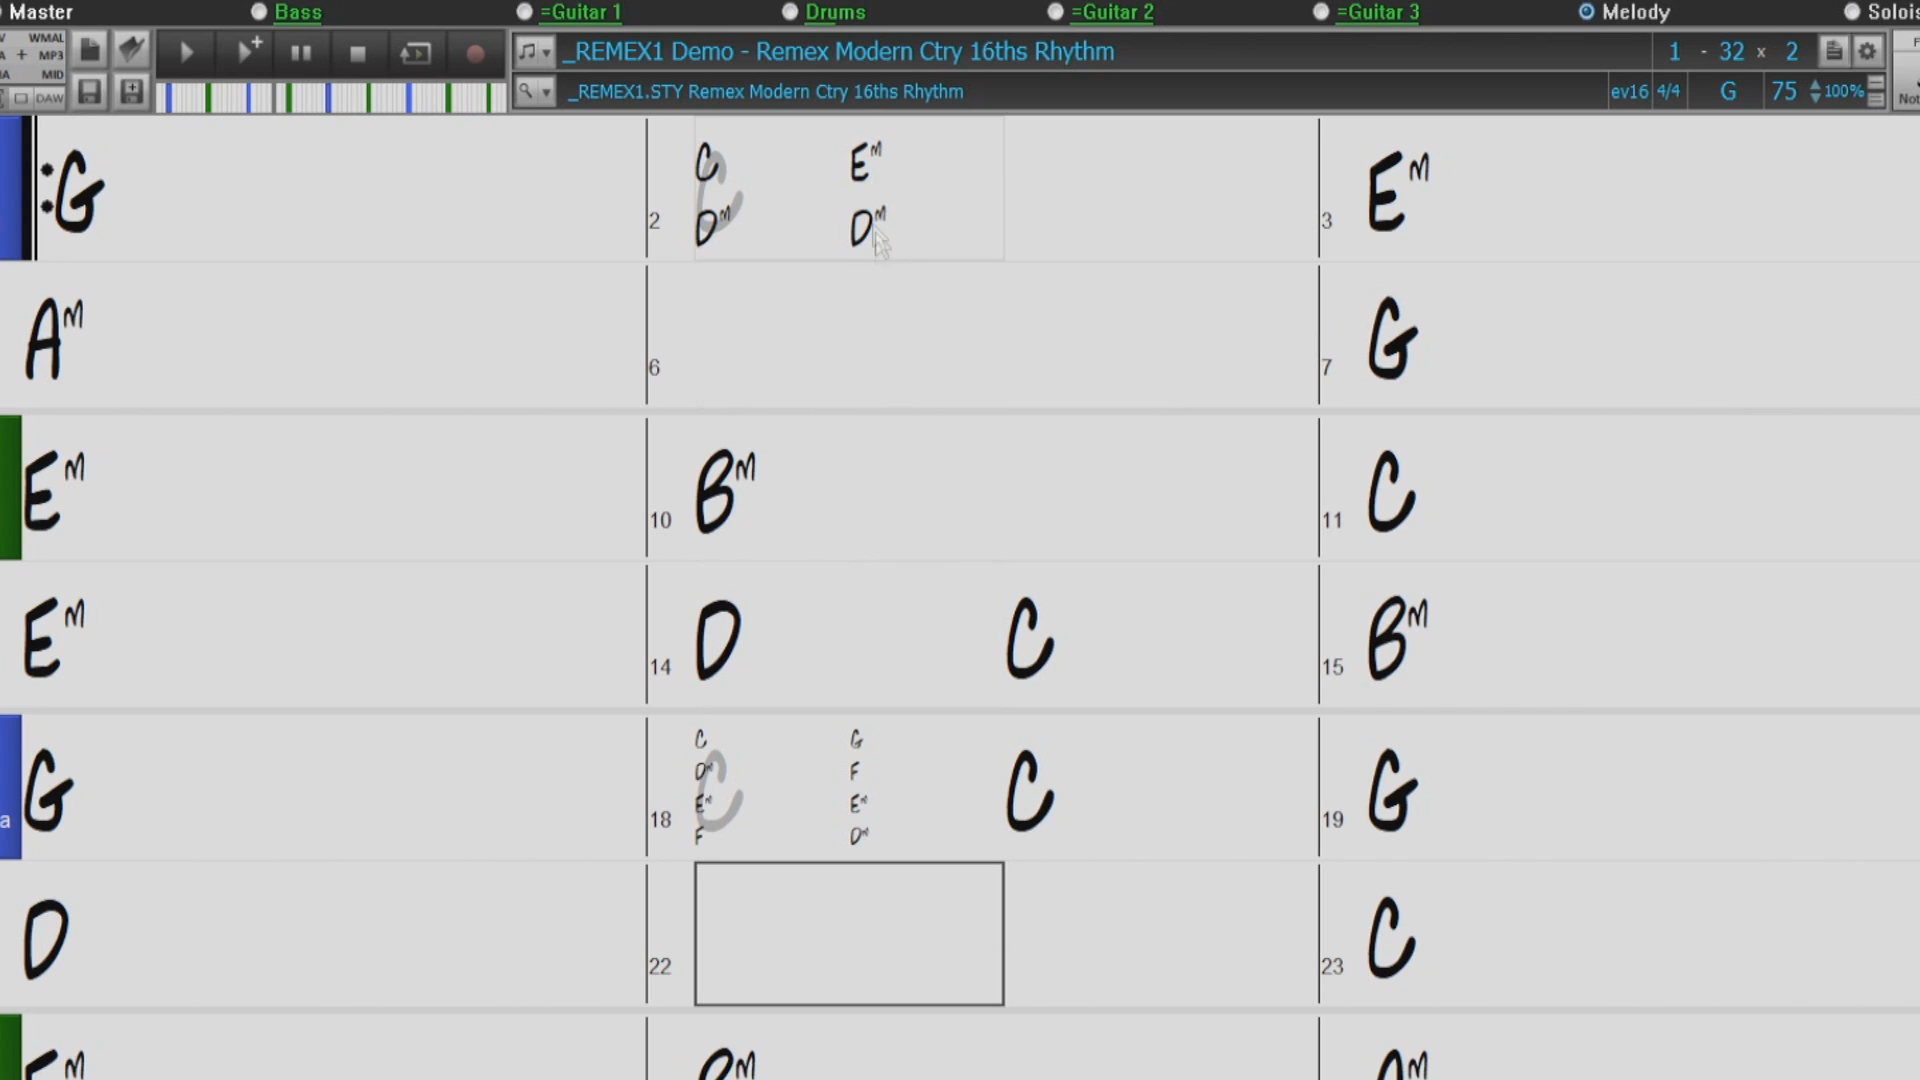 Master Bass =Guitar 1 Drums =Guitar 2 =Guitar 3 Melody
WMAL
+ MP3
MID
DAW
_REMEX1 Demo - Remex Modern Ctry 16ths Rhythm 1 - 32 x 2
_REMEX1.STY Remex Modern Ctry 16ths Rhythm ev16 4/4 G 75 100%
:G 2 C Em 3 Em
Dm Dm
C
Am 6 7 G
Em 10 Bm 11 C
Em 14 D C 15 Bm
G 18 C G C 19 G
Dm F
Em Em
F Dm
C
a
D 22 23 C